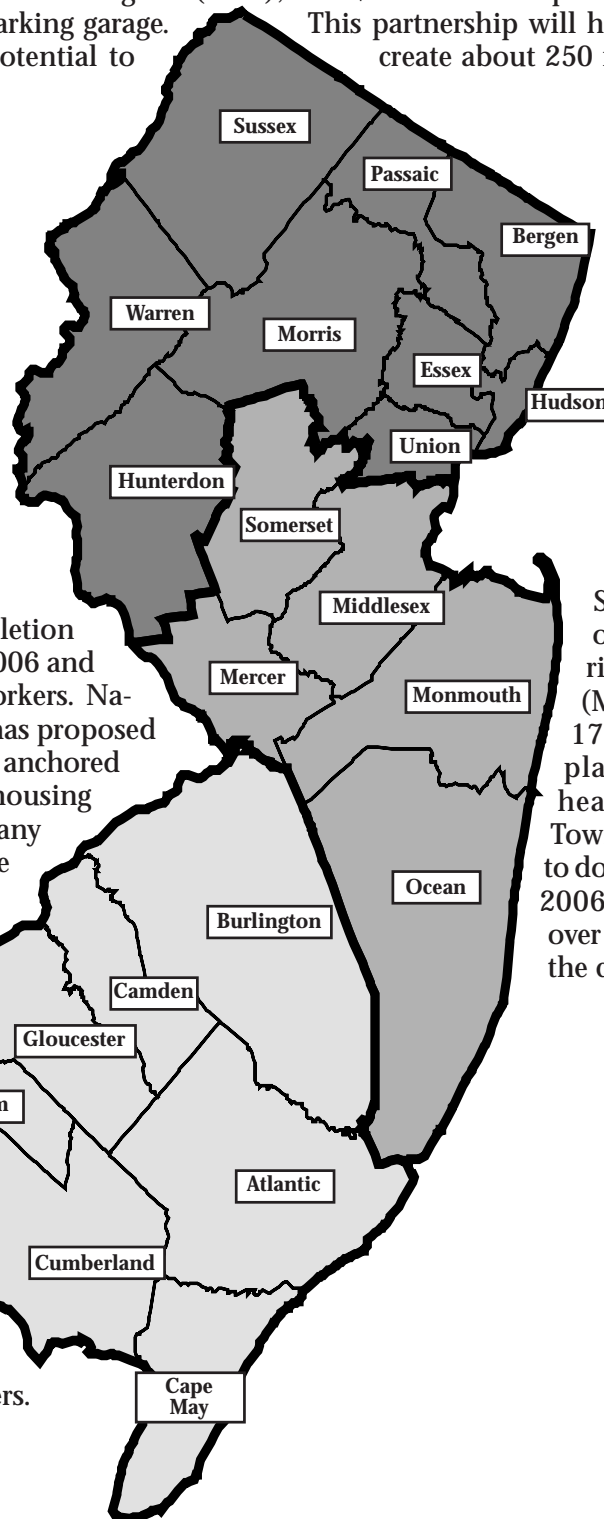 arking garage.
This partnership will
otential to
create about 250
Sussex
Passaic
Bergen
Warren
Morris
Essex
Hudson
Union
Hunterdon
Somerset
Middlesex
Mercer
Monmouth
letion
006 and
orkers. Na-
has proposed
anchored
housing
any
17
pla
hea
Tow
to do
2006
over
the
Ocean
Burlington
Camden
Gloucester
Atlantic
Cumberland
Cape
May
ers.